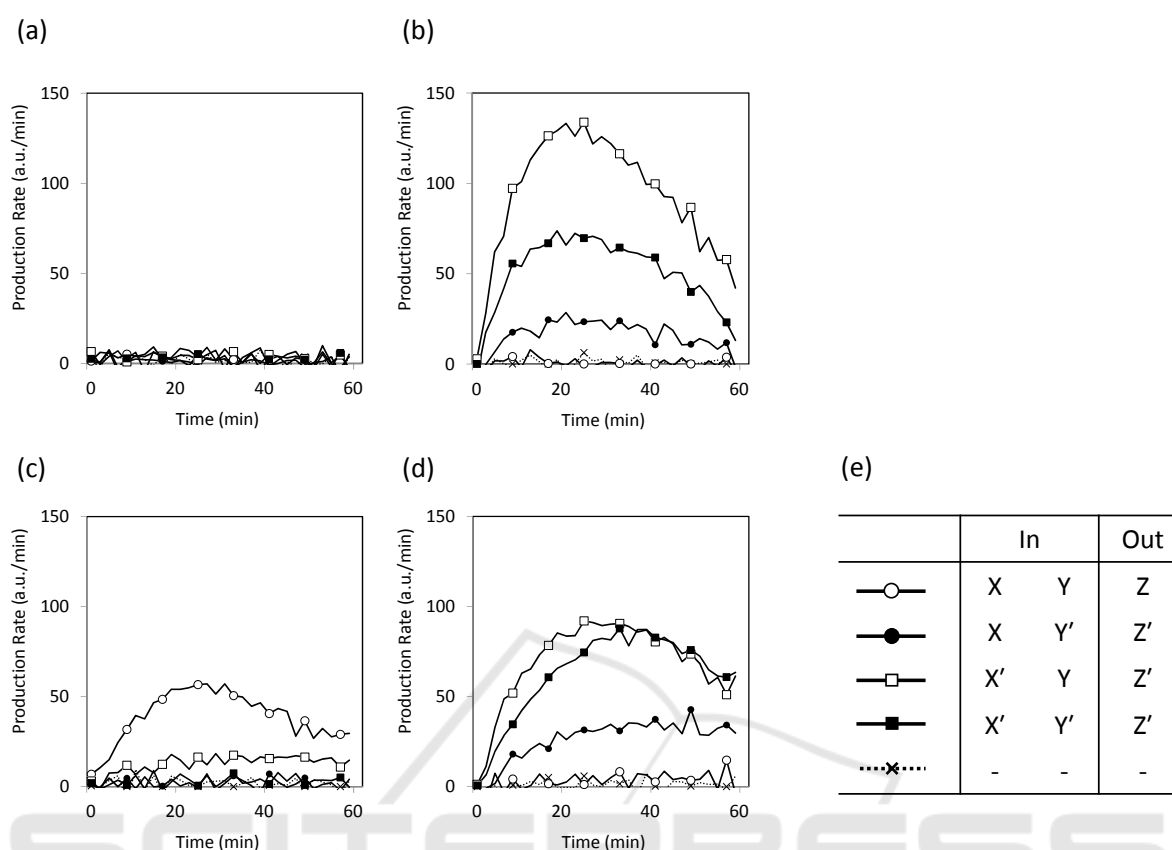 (a)
(b)
150
100
50
0
Production Rate (a.u./min)
0 20 40 60
Time (min)
150
100
50
0
Production Rate (a.u./min)
0 20 40 60
Time (min)
(c)
(d)
(e)
150
100
50
0
Production Rate (a.u./min)
0 20 40 60
Time (min)
150
100
50
0
Production Rate (a.u./min)
0 20 40 60
Time (min)
In Out
X Y Z
X Y′ Z′
X′ Y Z′
X′ Y′ Z′
- - -